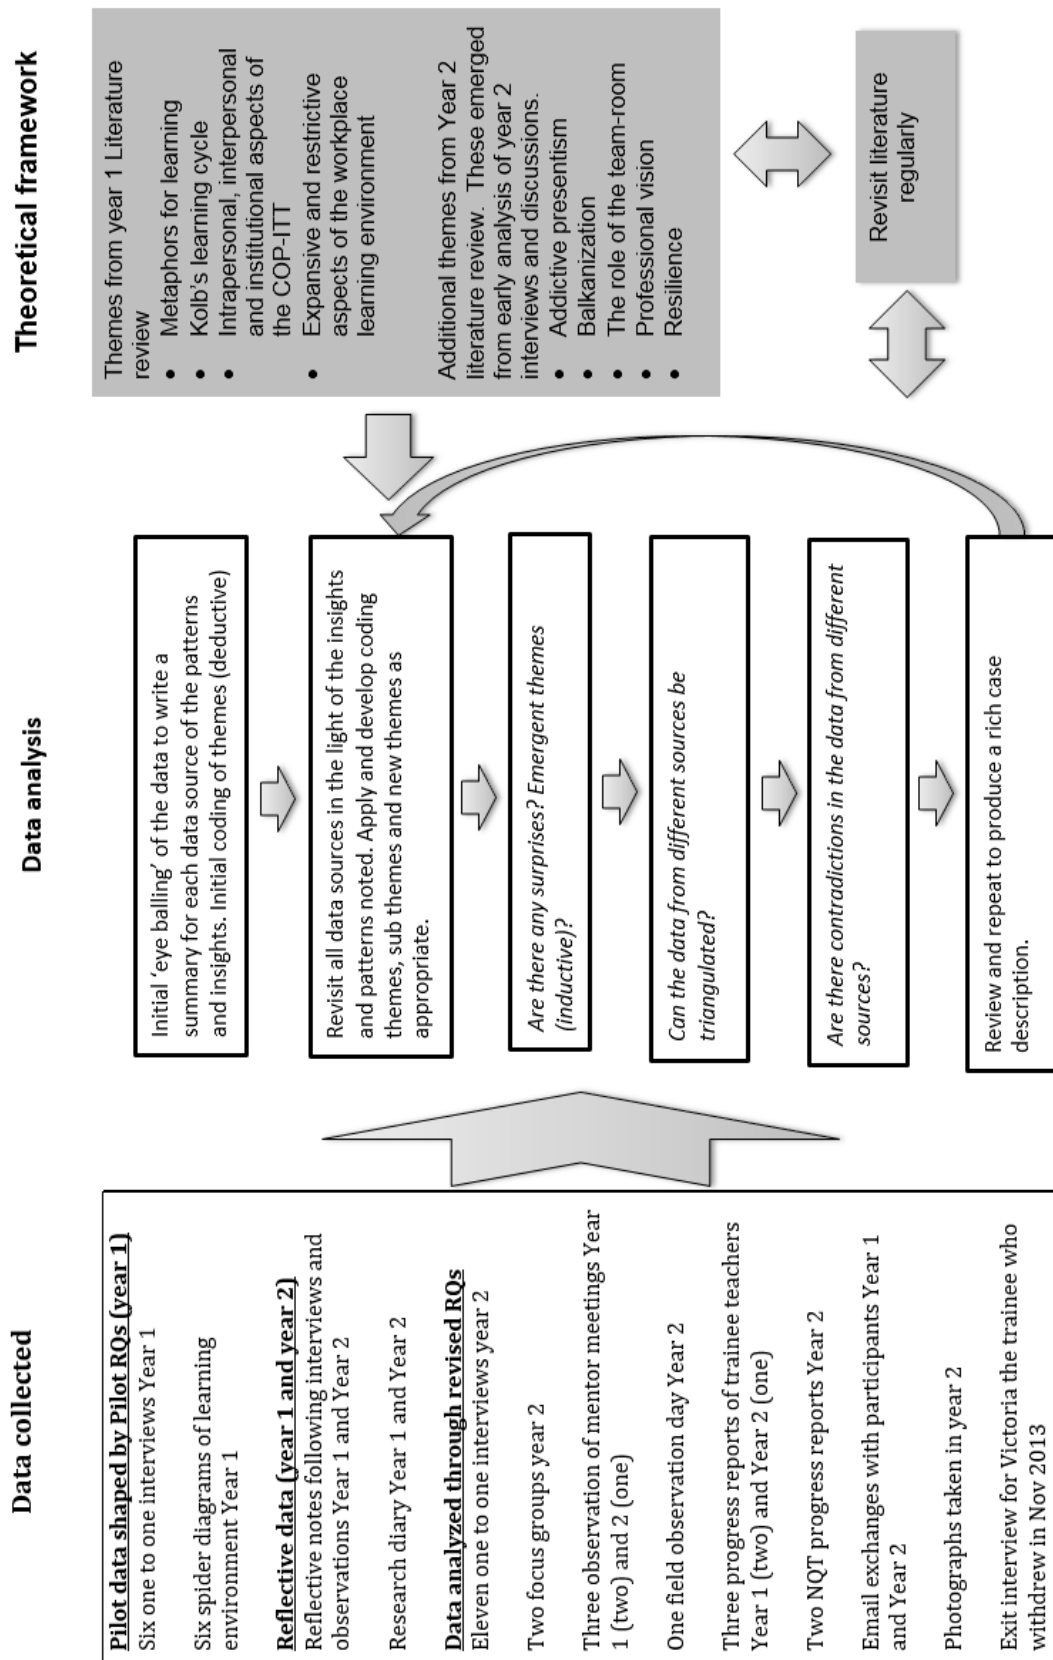 Data collected
Pilot data shaped by Pilot RQs (year 1)
Six one to one interviews Year 1
Six spider diagrams of learning
environment Year 1
Reflective data (year 1 and year 2)
Reflective notes following interviews and
observations Year 1 and Year 2
Research diary Year 1 and Year 2
Data analyzed through revised RQs
Eleven one to one interviews year 2
Two focus groups year 2
Three observation of mentor meetings Year
1 (two) and 2 (one)
One field observation day Year 2
Three progress reports of trainee teachers
Year 1 (two) and Year 2 (one)
Two NQT progress reports Year 2
Email exchanges with participants Year 1
and Year 2
Photographs taken in year 2
Exit interview for Victoria the trainee who
withdrew in Nov 2013
Data analysis
Initial ‘eye balling’ of the data to write a
summary for each data source of the patterns
and insights. Initial coding of themes (deductive)
Revisit all data sources in the light of the insights
and patterns noted. Apply and develop coding
themes, sub themes and new themes as
appropriate.
Are there any surprises? Emergent themes
(inductive)?
Can the data from different sources be
triangulated?
Are there contradictions in the data from different
sources?
Review and repeat to produce a rich case
description.
Theoretical framework
Themes from year 1 Literature
review
• Metaphors for learning
• Kolb's learning cycle
• Intrapersonal, interpersonal
and institutional aspects of
the COP-ITT
• Expansive and restrictive
aspects of the workplace
learning environment
Additional themes from Year 2
literature review. These emerged
from early analysis of year 2
interviews and discussions.
• Addictive presentism
Balkanization
• The role of the team-room
• Professional vision
• Resilience
Revisit literature
regularly